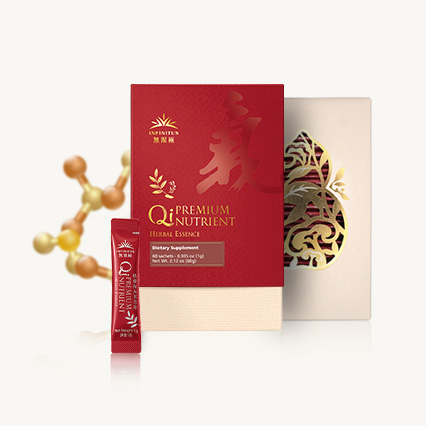 INFINITUS
無限極
氣
Qi PREMIUM
NUTRIENT
HERBAL ESSENCE
Dietary Supplement
60 sachets - 0.035 oz (1g)
Net WT. 2.12 oz (60g)
INFINITUS
無限極
Qi PREMIUM
NUTRIENT